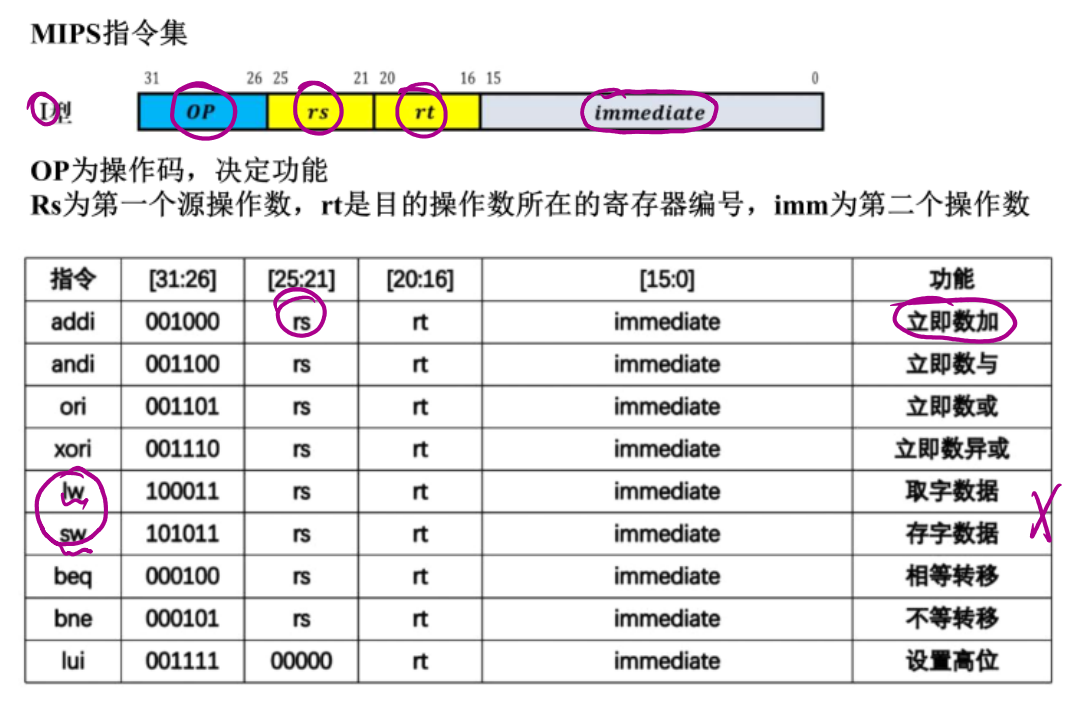 MIPS指令集
31 26 25 21 20 16 15 0
I型 OP rs rt immediate
OP为操作码，决定功能
Rs为第一个源操作数，rt是目的操作数所在的寄存器编号，imm为第二个操作数
指令 [31:26] [25:21] [20:16] [15:0] 功能
addi 001000 rs rt immediate 立即数加
andi 001100 rs rt immediate 立即数与
ori 001101 rs rt immediate 立即数或
xori 001110 rs rt immediate 立即数异或
lw 100011 rs rt immediate 取字数据
sw 101011 rs rt immediate 存字数据
beq 000100 rs rt immediate 相等转移
bne 000101 rs rt immediate 不等转移
lui 001111 00000 rt immediate 设置高位